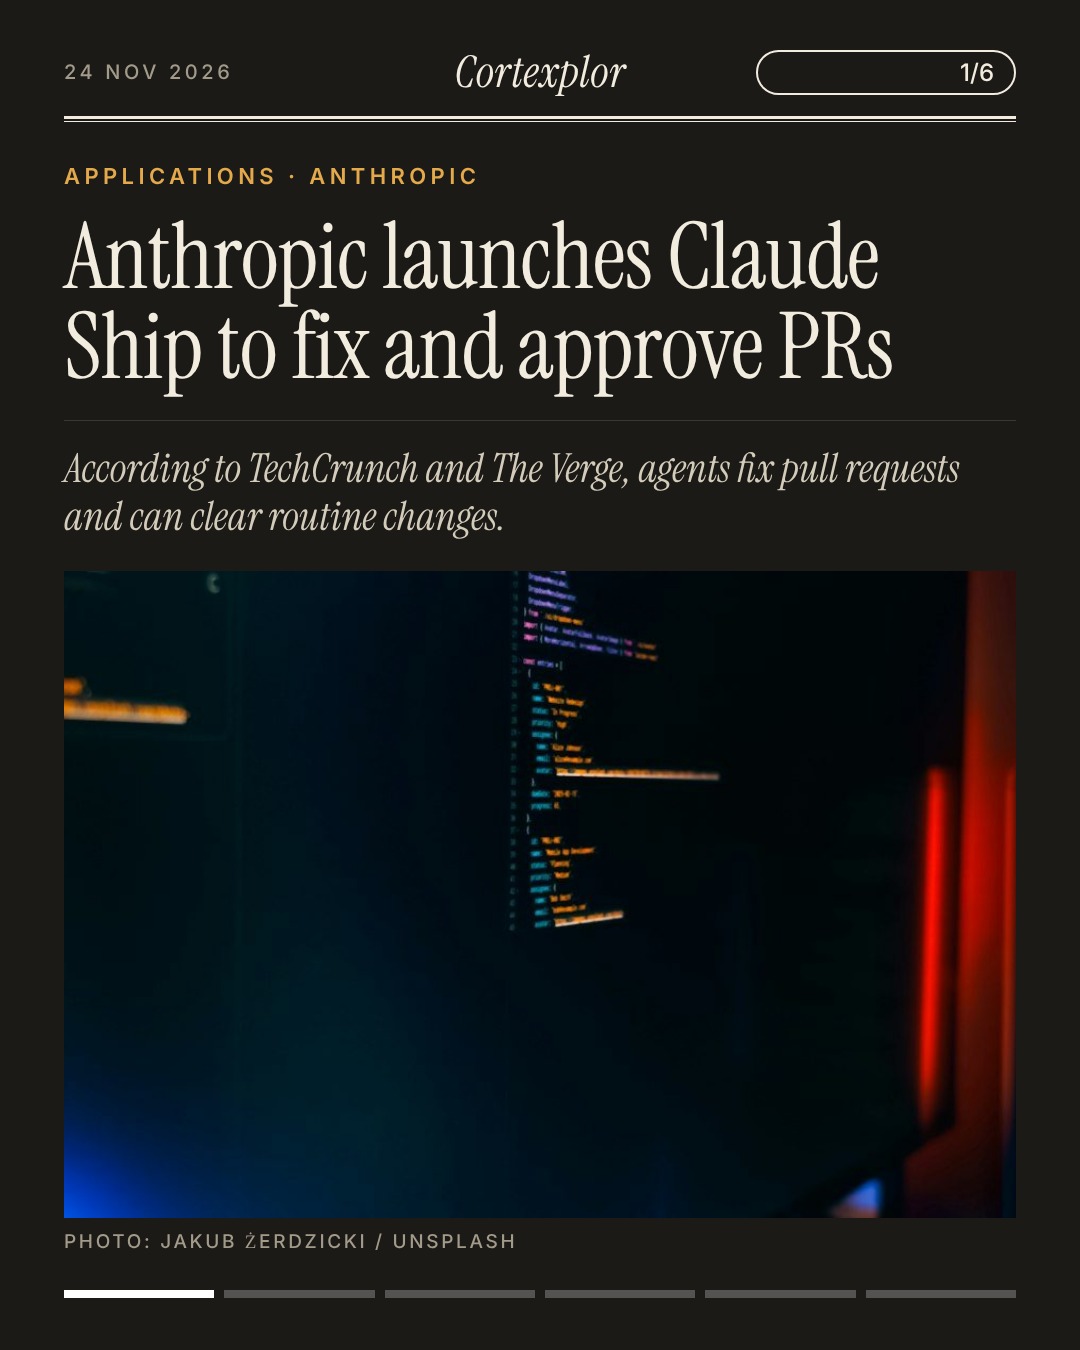 24 NOV 2026
Cortexplor
1/6
APPLICATIONS · ANTHROPIC
Anthropic launches Claude
Ship to fix and approve PRs
According to TechCrunch and The Verge, agents fix pull requests
and can clear routine changes.
PHOTO: JAKUB ŻERDZICKI / UNSPLASH